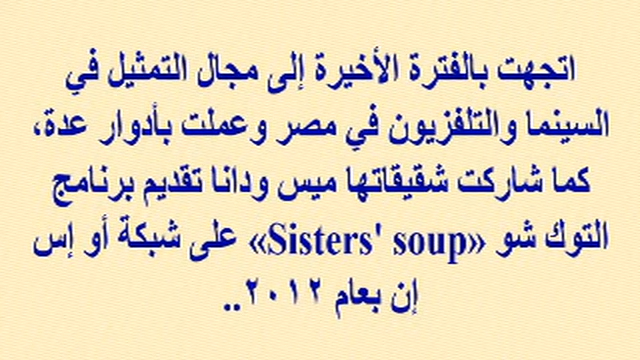 اتجهت بالفترة الأخيرة إلى مجال التمثيل في
السينما والتلفزيون في مصر وعملت بأدوار عدة،
كما شاركت شقيقاتها ميس ودانا تقديم برنامج
التوك شو «Sisters' soup» على شبكة أو إس
إن بعام ٢٠١٢..